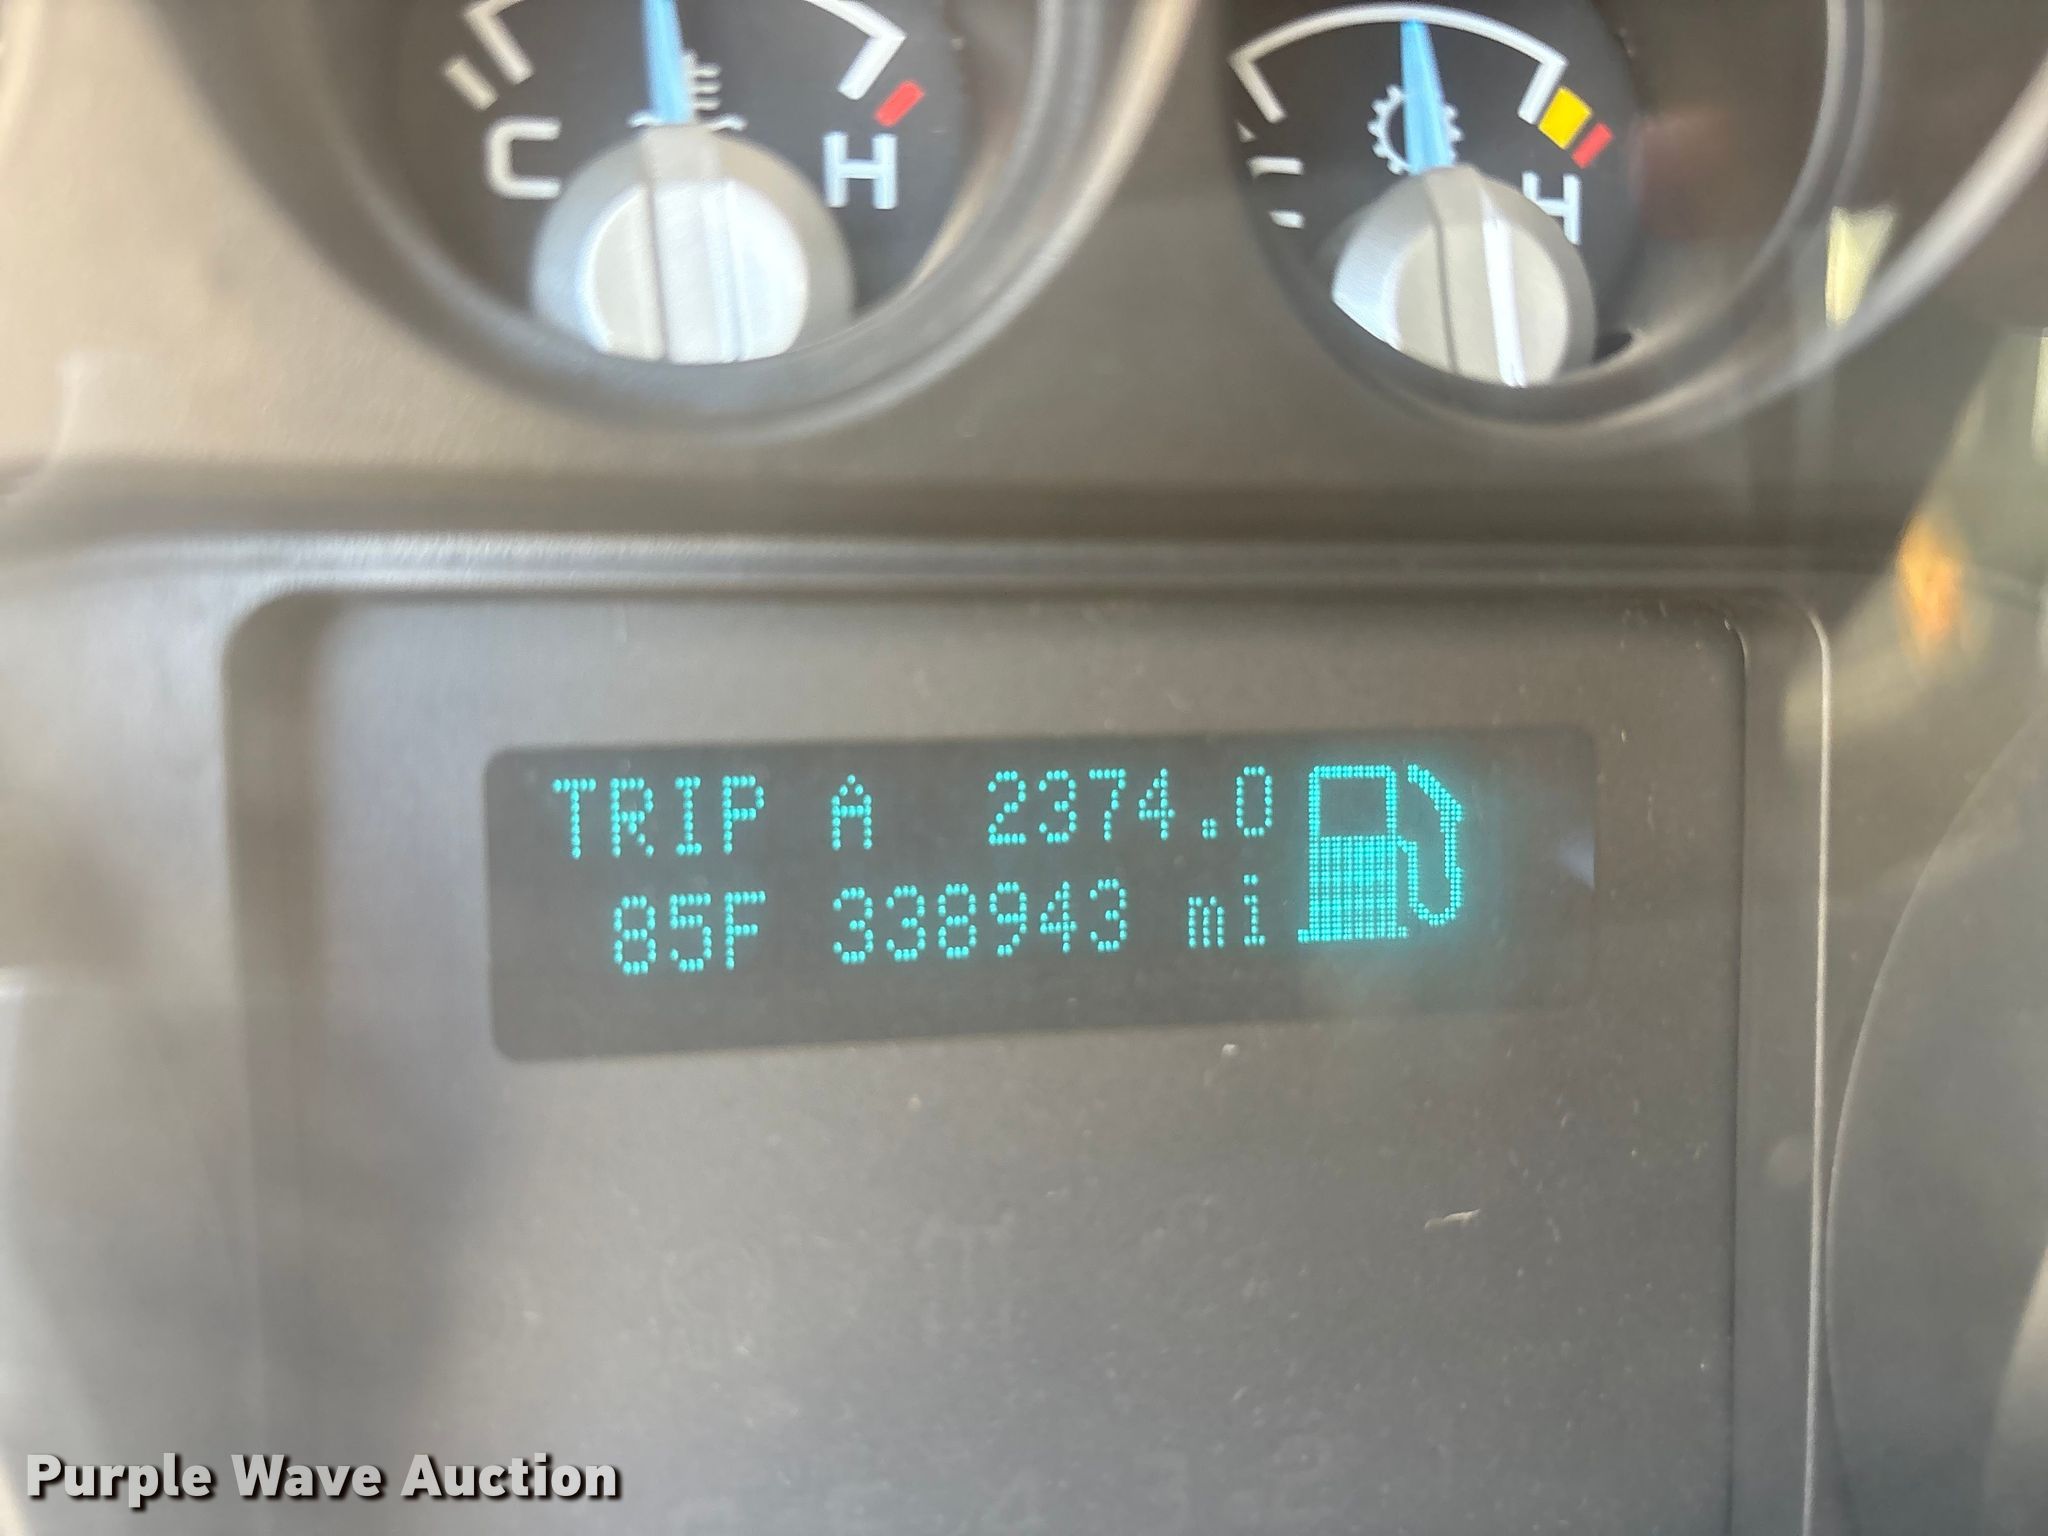 C H
H
TRIP A 2374.0
85F 338943 mi
Purple Wave Auction